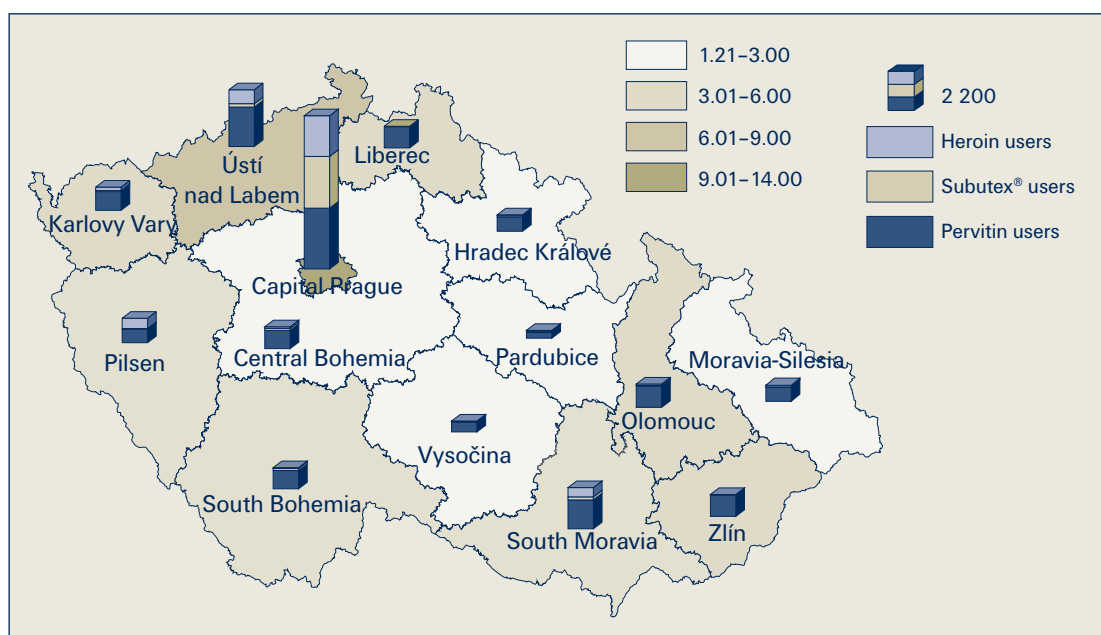 1.21–3.00
3.01–6.00
6.01–9.00
9.01–14.00
2 200
Heroin users
Subutex® users
Pervitin users
Ústí
nad Labem
Liberec
Karlovy Vary
Hradec Králové
Capital Prague
Pilsen
Central Bohemia
Pardubice
Moravia-Silesia
Olomouc
Vysočina
South Bohemia
South Moravia
Zlín